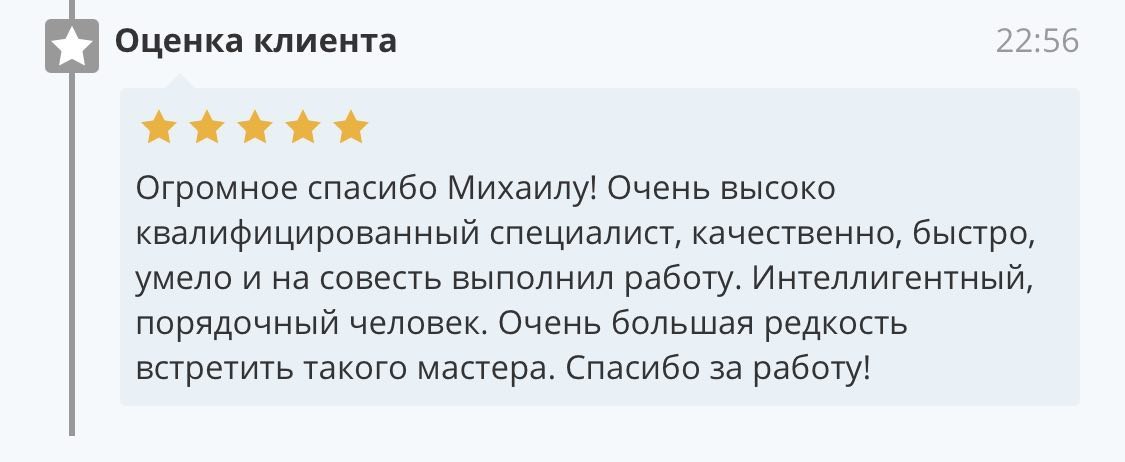 Оценка клиента 22:56
Огромное спасибо Михаилу! Очень высоко
квалифицированный специалист, качественно, быстро,
умело и на совесть выполнил работу. Интеллигентный,
порядочный человек. Очень большая редкость
встретить такого мастера. Спасибо за работу!